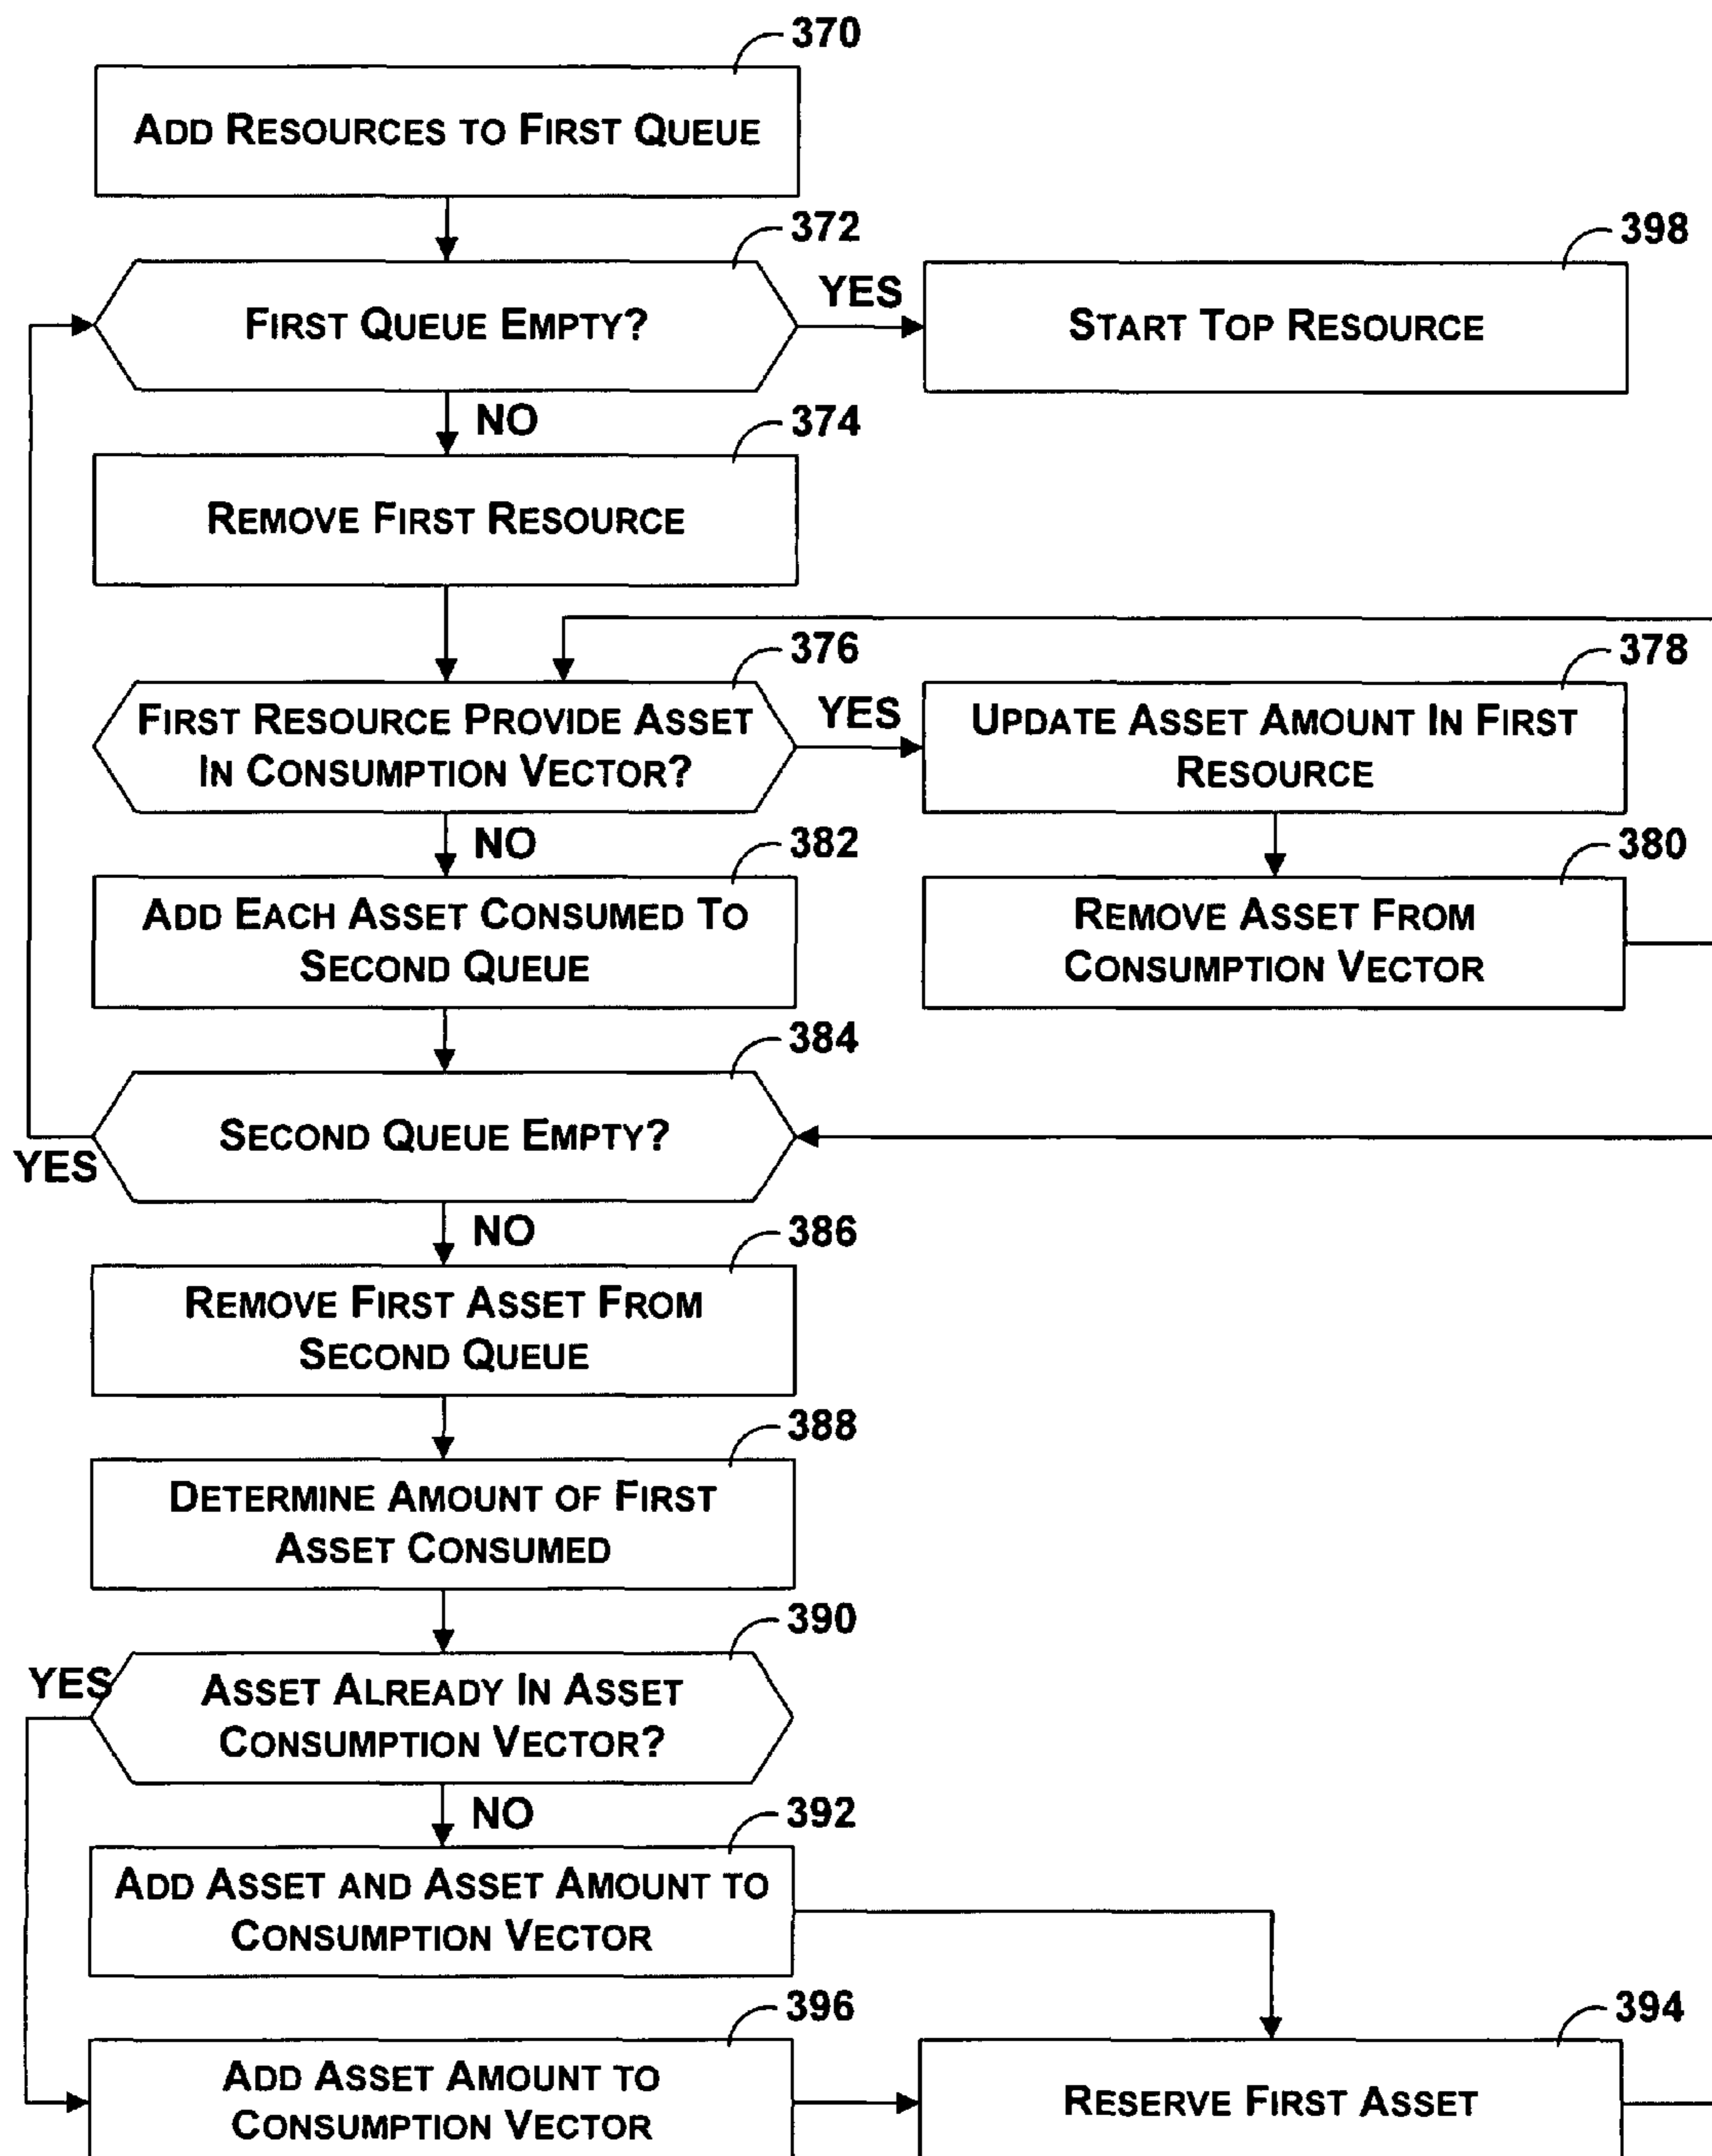 370
ADD RESOURCES TO FIRST QUEUE
372
FIRST QUEUE EMPTY?
YES
398
START TOP RESOURCE
NO
374
REMOVE FIRST RESOURCE
376
FIRST RESOURCE PROVIDE ASSET
IN CONSUMPTION VECTOR?
YES
378
UPDATE ASSET AMOUNT IN FIRST
RESOURCE
NO
382
ADD EACH ASSET CONSUMED TO
SECOND QUEUE
380
REMOVE ASSET FROM
CONSUMPTION VECTOR
384
SECOND QUEUE EMPTY?
YES
NO
386
REMOVE FIRST ASSET FROM
SECOND QUEUE
388
DETERMINE AMOUNT OF FIRST
ASSET CONSUMED
390
YES
ASSET ALREADY IN ASSET
CONSUMPTION VECTOR?
NO
392
ADD ASSET AND ASSET AMOUNT TO
CONSUMPTION VECTOR
396
ADD ASSET AMOUNT TO
CONSUMPTION VECTOR
394
RESERVE FIRST ASSET